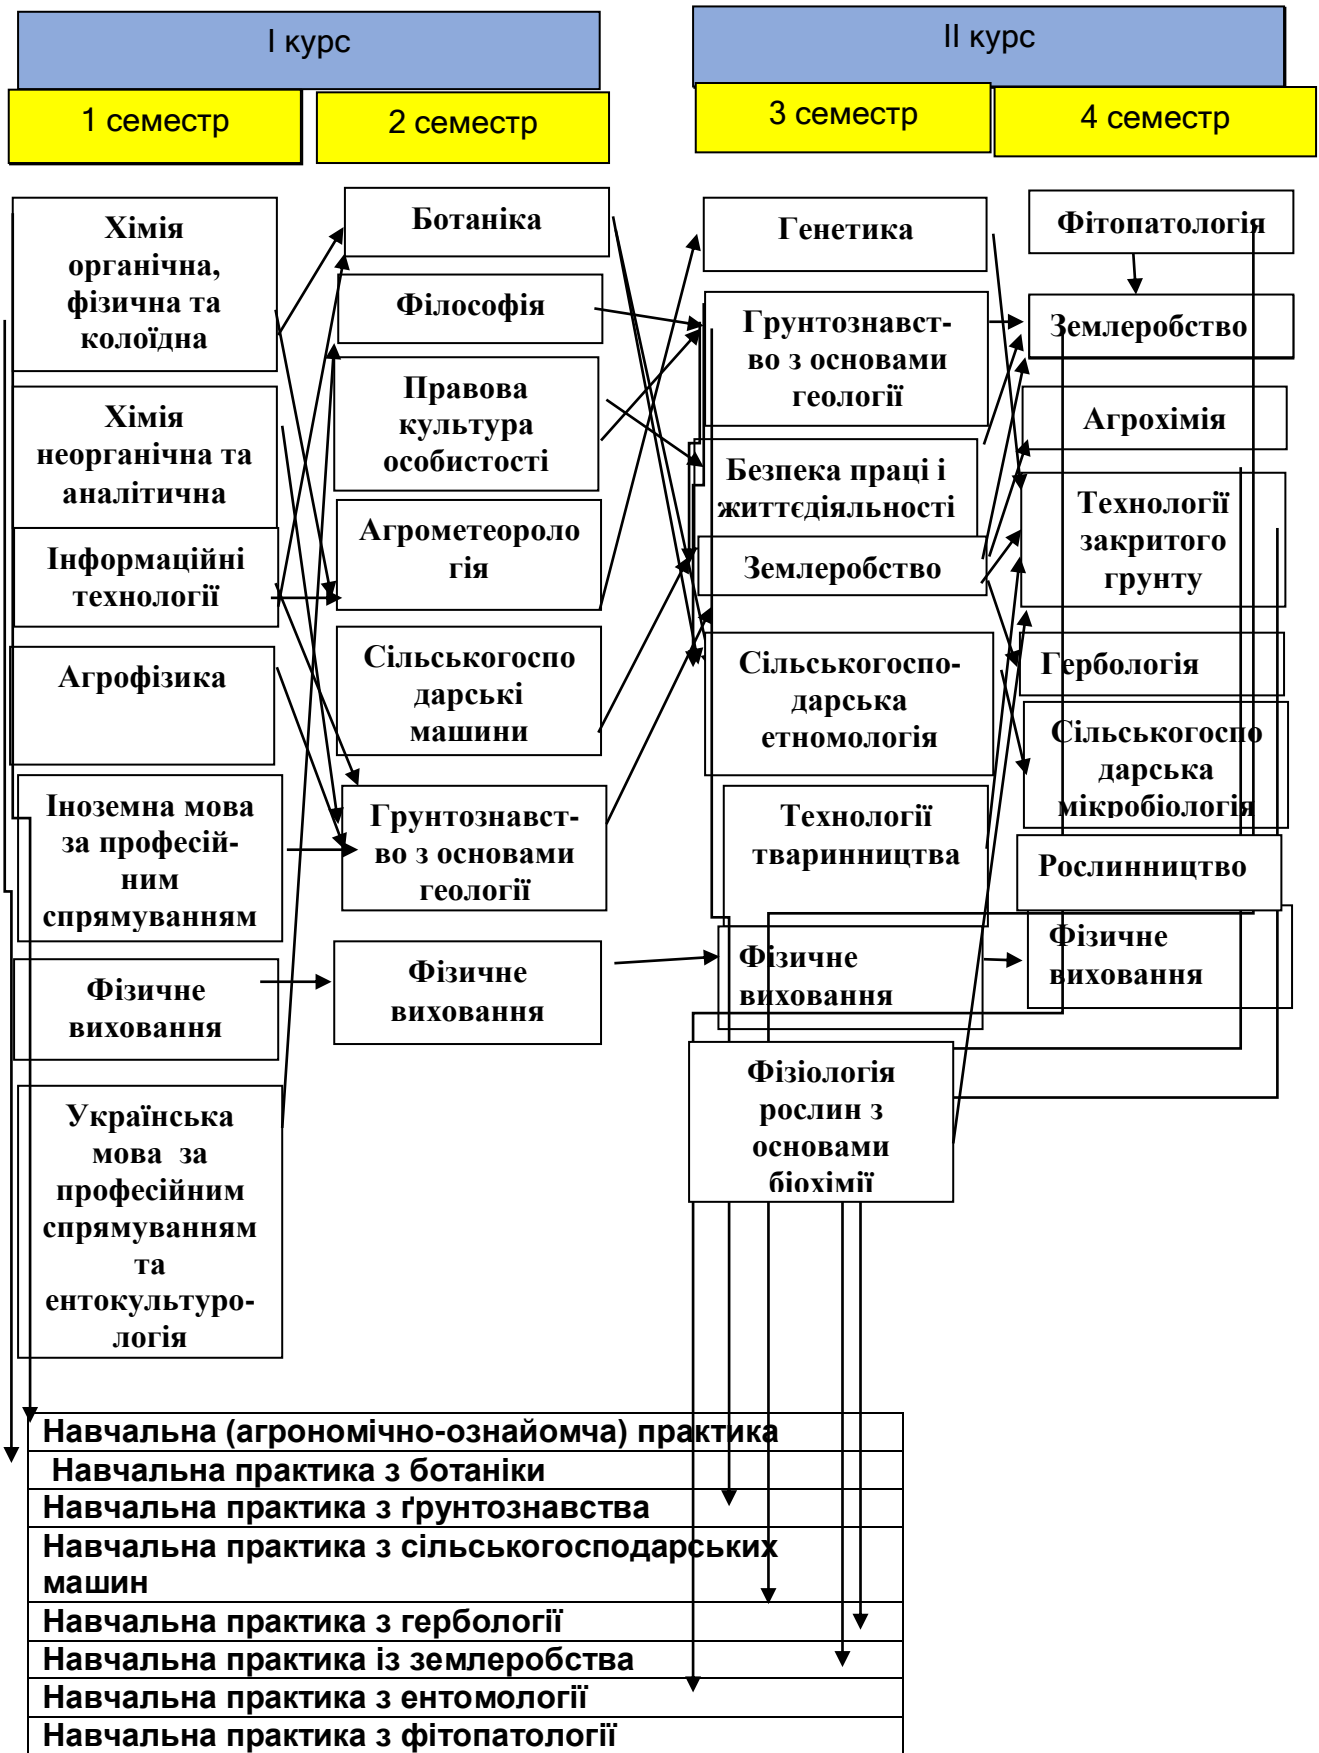 І курс
ІІ курс
1 семестр
2 семестр
3 семестр
4 семестр
Хімія
органічна,
фізична та
колоїдна
Хімія
неорганічна та
аналітична
Інформаційні
технології
Агрофізика
Іноземна мова
за професій-
ним
спрямуванням
Фізичне
виховання
Українська
мова за
професійним
спрямуванням
та
ентокультуро-
логія
Ботаніка
Філософія
Правова
культура
особистості
Агрометеороло
гія
Сільськогоспо
дарські
машини
Грунтознавст-
во з основами
геології
Фізичне
виховання
Генетика
Грунтознавст-
во з основами
геології
Безпека праці і
життєдіяльності
Землеробство
Сільськогоспо-
дарська
етномологія
Технології
тваринництва
Фізичне
виховання
Фізіологія
рослин з
основами
біохімії
Фітопатологія
Землеробство
Агрохімія
Технології
закритого
грунту
Гербологія
Сільськогоспо
дарська
мікробіологія
Рослинництво
Фізичне
виховання
Навчальна (агрономічно-ознайомча) практика
Навчальна практика з ботаніки
Навчальна практика з ґрунтознавства
Навчальна практика з сільськогосподарських
машин
Навчальна практика з гербології
Навчальна практика із землеробства
Навчальна практика з ентомології
Навчальна практика з фітопатології